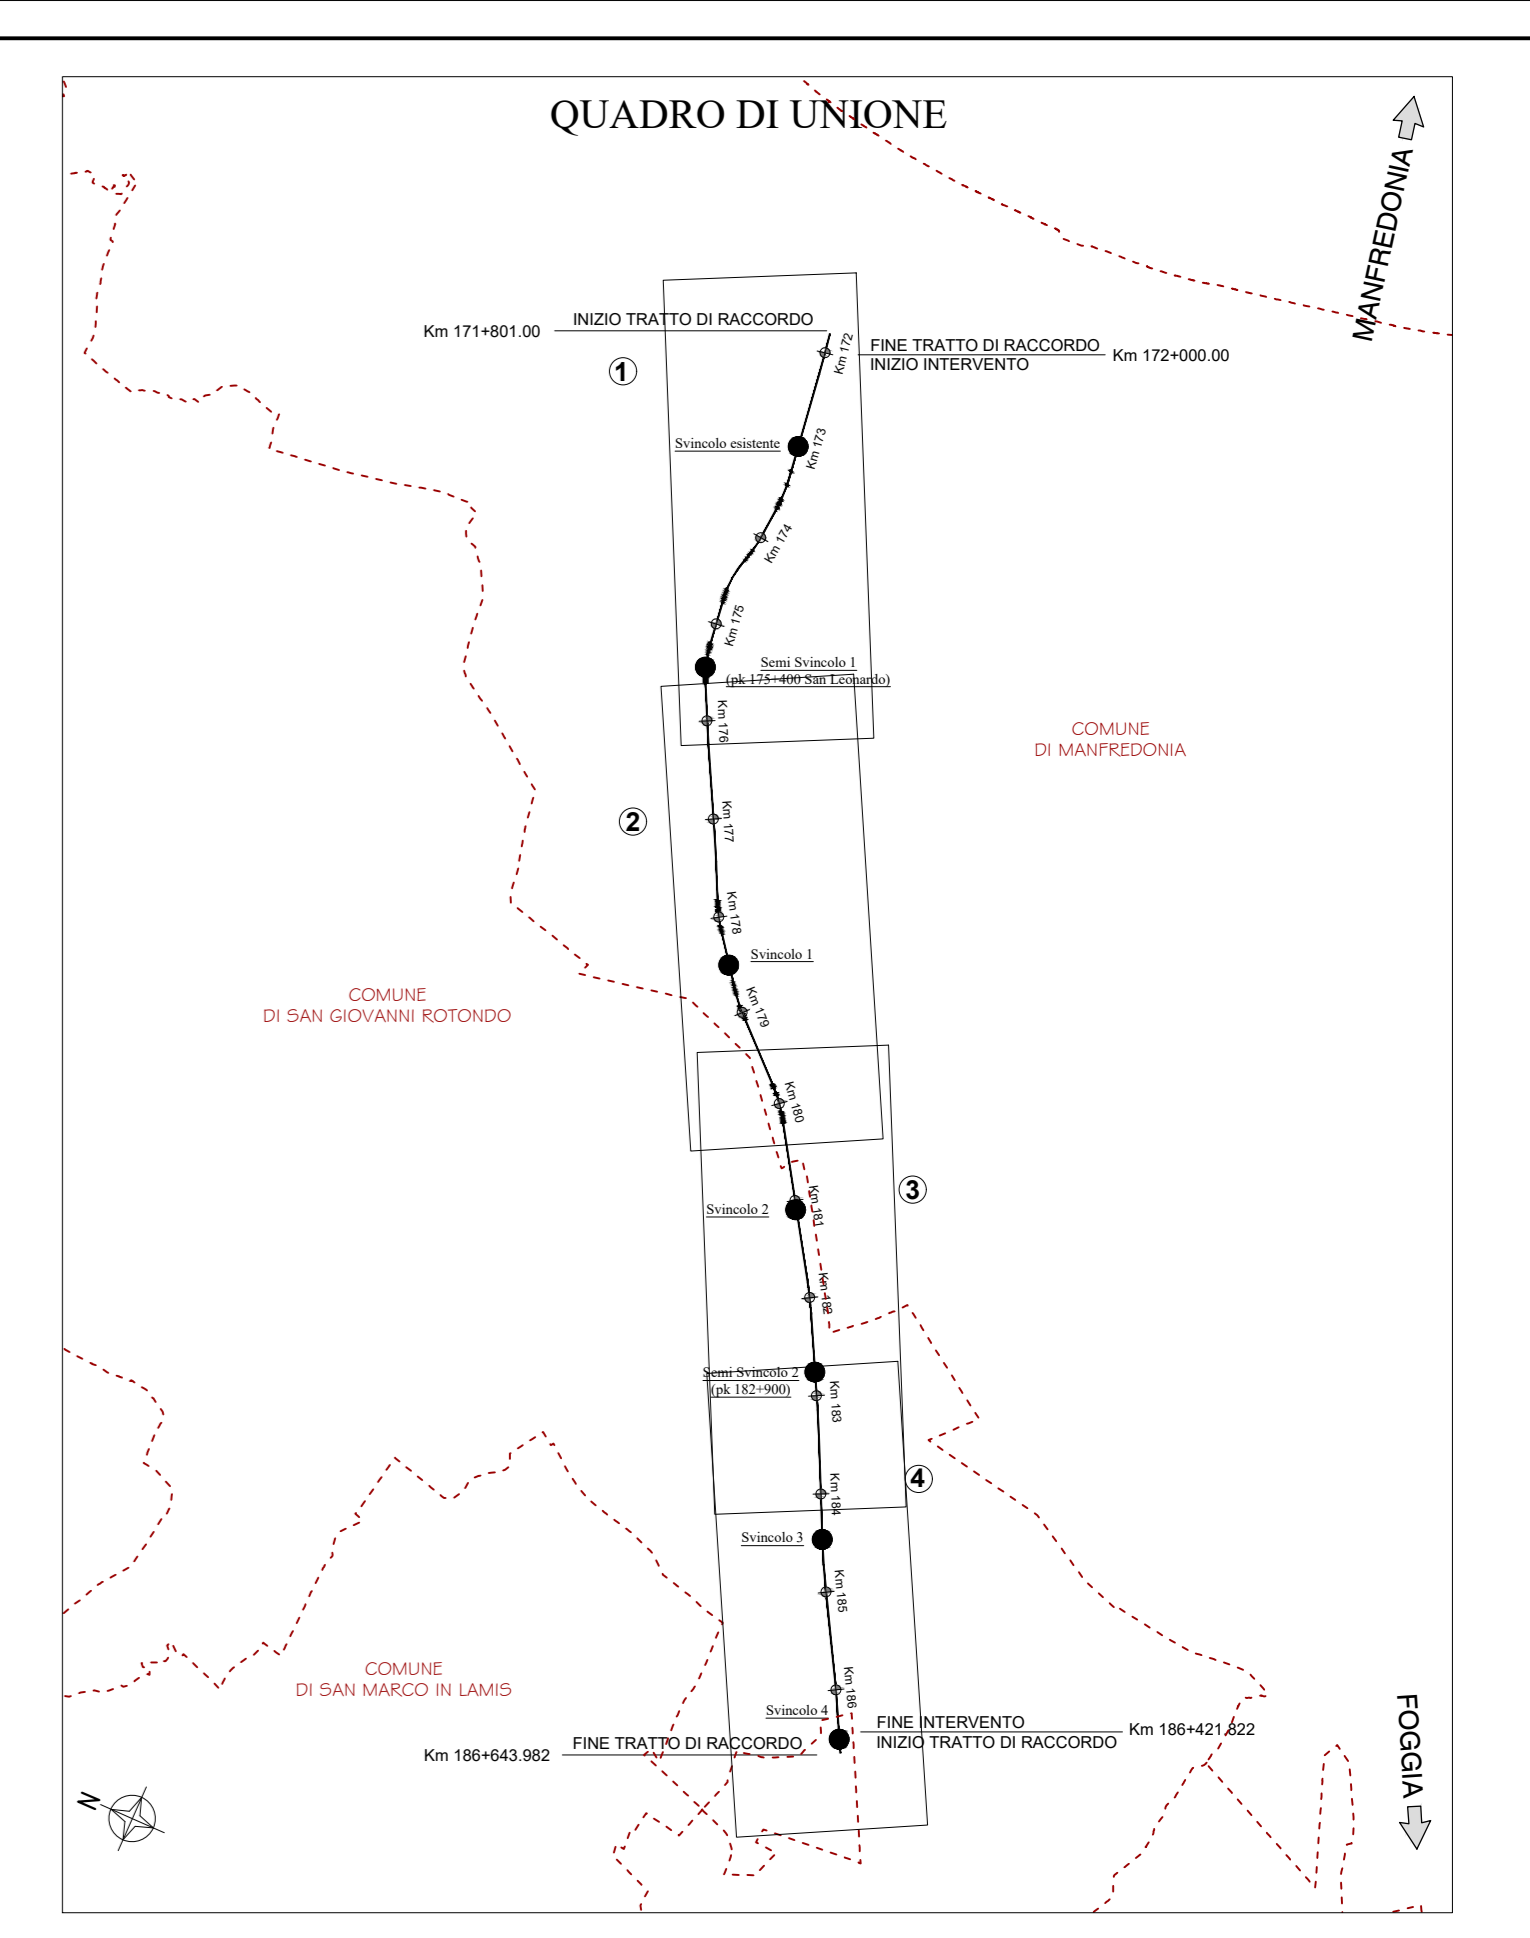 QUADRO DI UNIONE
MANFREDONIA
INIZIO TRATTO DI RACCORDO
Km 171+801.00
Km 172
FINE TRATTO DI RACCORDO
INIZIO INTERVENTO
Km 172+000.00
1
Svincolo esistente
Km 173
Km 174
Km 175
Semi Svincolo 1
(pk 175+400 San Leonardo)
Km 176
COMUNE
DI MANFREDONIA
2
Km 177
Km 178
Svincolo 1
COMUNE
DI SAN GIOVANNI ROTONDO
Km 179
Km 180
3
Svincolo 2
Km 181
Km 182
Semi Svincolo 2
(pk 182+900)
Km 183
4
Km 184
Svincolo 3
Km 185
COMUNE
DI SAN MARCO IN LAMIS
Km 186
Svincolo 4
FINE INTERVENTO
INIZIO TRATTO DI RACCORDO
Km 186+421.822
FINE TRATTO DI RACCORDO
Km 186+643.982
FOGGIA
N